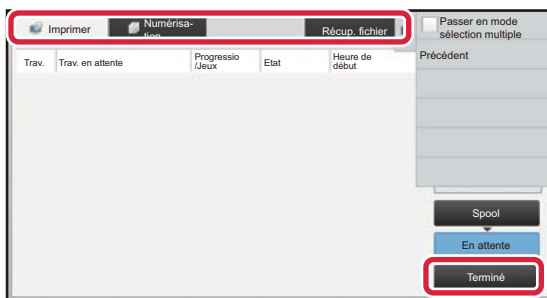 Imprimer
Numérisa-
tion
Récup. fichier
Passer en mode
sélection multiple
Précédent
Trav.
Trav. en attente
Progressio
/Jeux
Etat
Heure de
début
Spool
En attente
Terminé